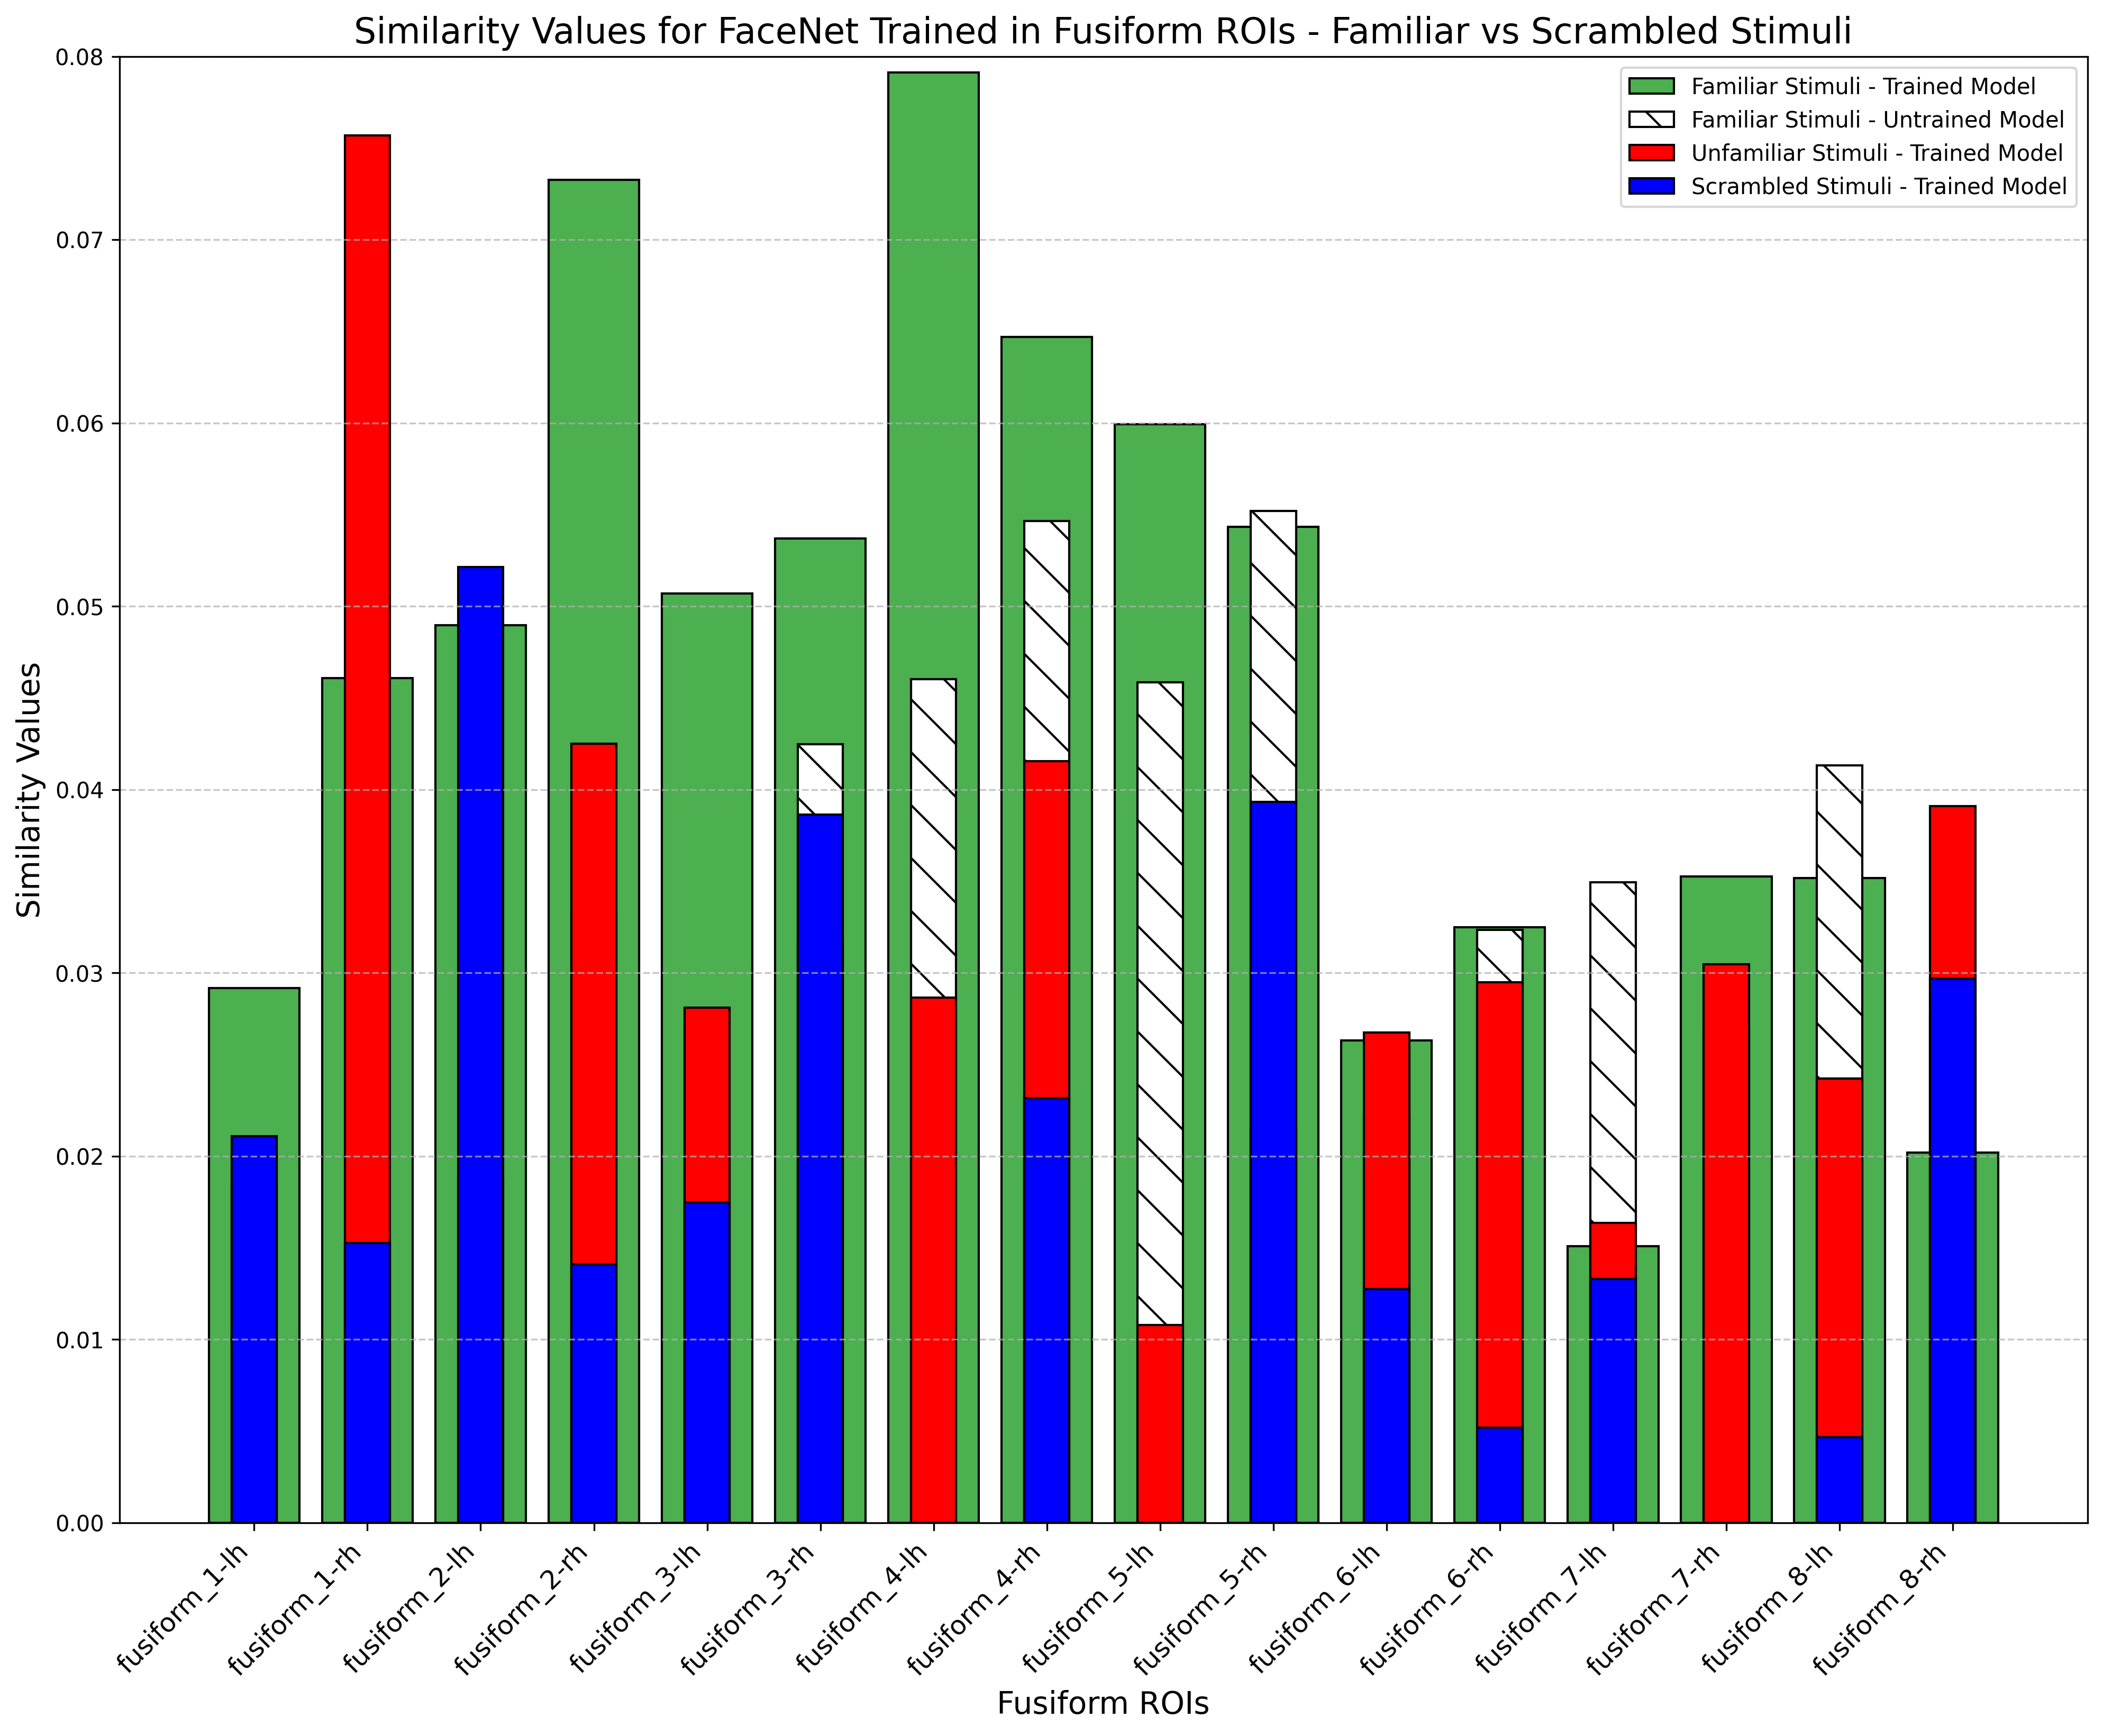 Similarity Values for FaceNet Trained in Fusiform ROIs - Familiar vs Scrambled Stimuli
Familiar Stimuli - Trained Model
Familiar Stimuli - Untrained Model
Unfamiliar Stimuli - Trained Model
Scrambled Stimuli - Trained Model
Similarity Values
0.08
0.07
0.06
0.05
0.04
0.03
0.02
0.01
0.00
fusiform_1-lh
fusiform_1-rh
fusiform_2-lh
fusiform_2-rh
fusiform_3-lh
fusiform_3-rh
fusiform_4-lh
fusiform_4-rh
fusiform_5-lh
fusiform_5-rh
fusiform_6-lh
fusiform_6-rh
fusiform_7-lh
fusiform_7-rh
fusiform_8-lh
fusiform_8-rh
Fusiform ROIs